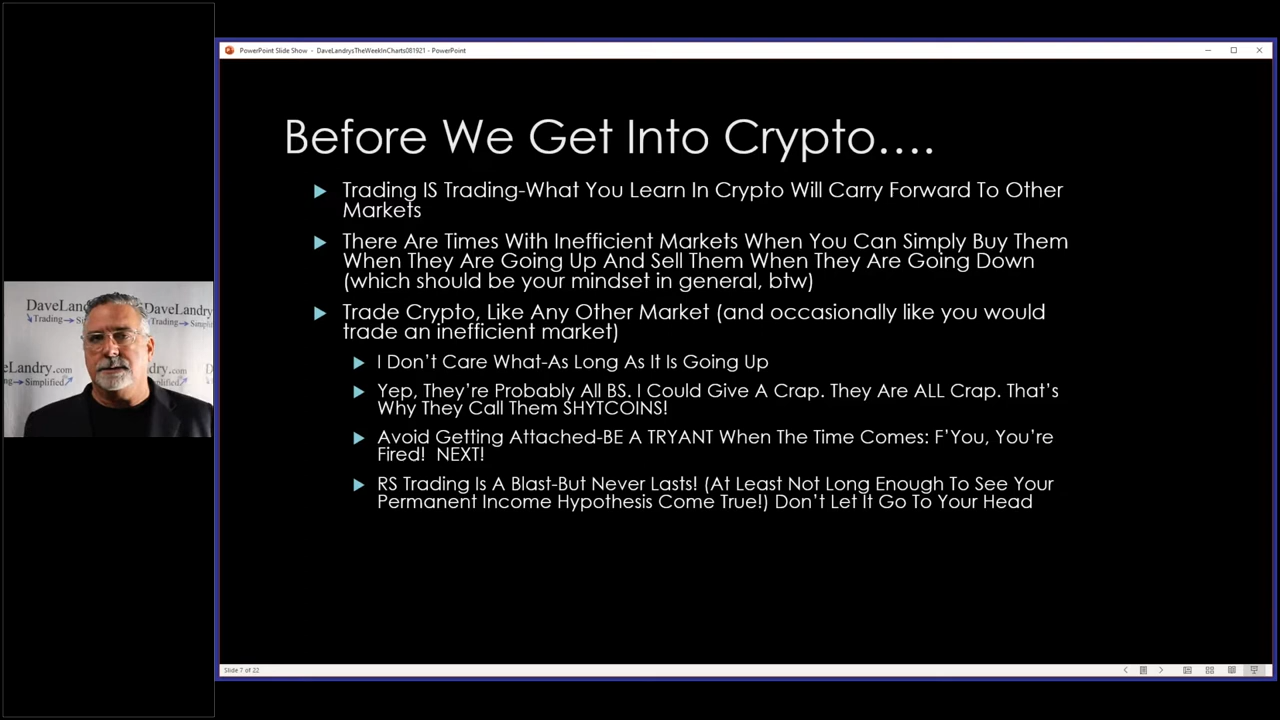 PowerPoint Slide Show - DaveLandrysTheWeekInCharts081921 - PowerPoint
Before We Get Into Crypto….
Trading IS Trading-What You Learn In Crypto Will Carry Forward To Other
Markets
There Are Times With Inefficient Markets When You Can Simply Buy Them
When They Are Going Up And Sell Them When They Are Going Down
(which should be your mindset in general, btw)
Trade Crypto, Like Any Other Market (and occasionally like you would
trade an inefficient market)
I Don’t Care What-As Long As It Is Going Up
Yep, They’re Probably All BS. I Could Give A Crap. They Are ALL Crap. That’s
Why They Call Them SHYTCOINS!
Avoid Getting Attached-BE A TRYANT When The Time Comes: F’You, You’re
Fired!  NEXT!
RS Trading Is A Blast-But Never Lasts! (At Least Not Long Enough To See Your
Permanent Income Hypothesis Come True!) Don’t Let It Go To Your Head
DaveLan
DaveLandry
Trading
eLandry.com
Slide 7 of 22